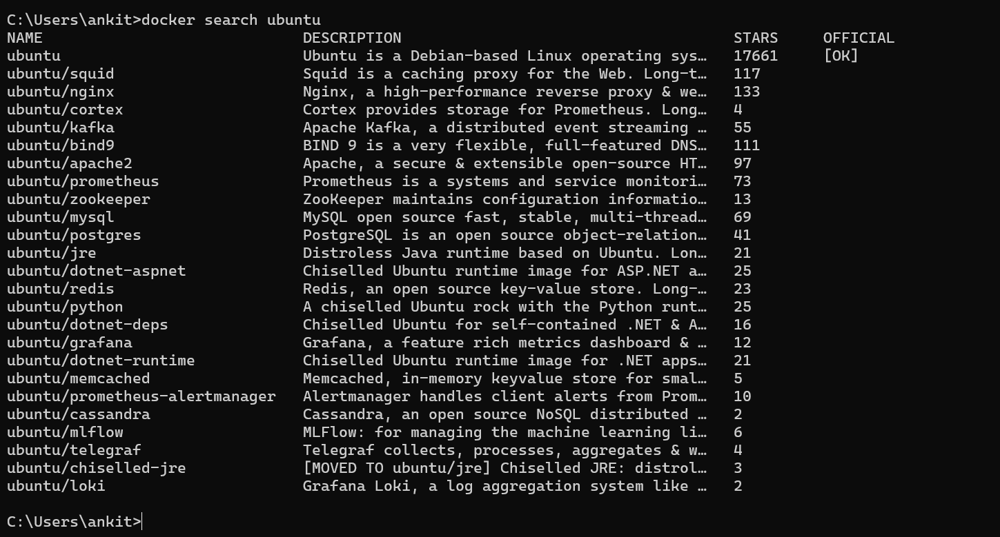 C:\Users\ankit>docker search ubuntu
NAME                             DESCRIPTION                                     STARS     OFFICIAL
ubuntu                           Ubuntu is a Debian-based Linux operating sys…   17661     [OK]
ubuntu/squid                     Squid is a caching proxy for the Web. Long-t…   117
ubuntu/nginx                     Nginx, a high-performance reverse proxy & we…   133
ubuntu/cortex                    Cortex provides storage for Prometheus. Long…   4
ubuntu/kafka                     Apache Kafka, a distributed event streaming …   55
ubuntu/bind9                     BIND 9 is a very flexible, full-featured DNS…   111
ubuntu/apache2                   Apache, a secure & extensible open-source HT…   97
ubuntu/prometheus                Prometheus is a systems and service monitori…   73
ubuntu/zookeeper                 ZooKeeper maintains configuration informatio…   13
ubuntu/mysql                     MySQL open source fast, stable, multi-thread…   69
ubuntu/postgres                  PostgreSQL is an open source object-relation…   41
ubuntu/jre                       Distroless Java runtime based on Ubuntu. Lon…   21
ubuntu/dotnet-aspnet             Chiselled Ubuntu runtime image for ASP.NET a…   25
ubuntu/redis                     Redis, an open source key-value store. Long-…   23
ubuntu/python                    A chiselled Ubuntu rock with the Python runt…   25
ubuntu/dotnet-deps               Chiselled Ubuntu for self-contained .NET & A…   16
ubuntu/grafana                   Grafana, a feature rich metrics dashboard & …   12
ubuntu/dotnet-runtime            Chiselled Ubuntu runtime image for .NET apps…   21
ubuntu/memcached                 Memcached, in-memory keyvalue store for smal…   5
ubuntu/prometheus-alertmanager   Alertmanager handles client alerts from Prom…   10
ubuntu/cassandra                 Cassandra, an open source NoSQL distributed …   2
ubuntu/mlflow                    MLFlow: for managing the machine learning li…   6
ubuntu/telegraf                  Telegraf collects, processes, aggregates & w…   4
ubuntu/chiselled-jre             [MOVED TO ubuntu/jre] Chiselled JRE: distrol…   3
ubuntu/loki                      Grafana Loki, a log aggregation system like …   2
C:\Users\ankit>